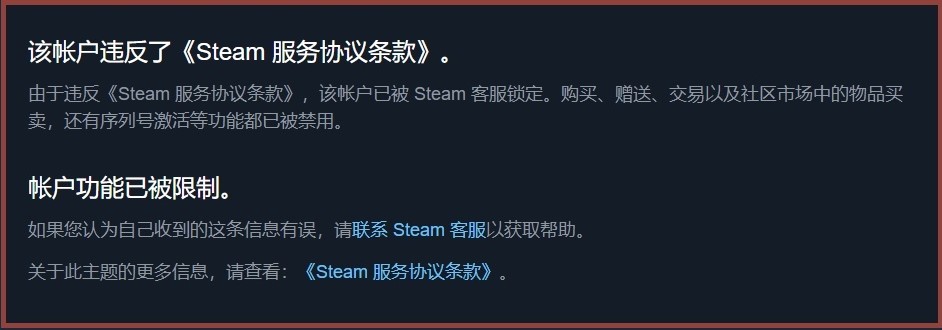 该帐户违反了《Steam 服务协议条款》。
由于违反《Steam 服务协议条款》，该帐户已被 Steam 客服锁定。购买、赠送、交易以及社区市场中的物品买
卖，还有序列号激活等功能都已被禁用。
帐户功能已被限制。
如果您认为自己收到的这条信息有误，请联系 Steam 客服以获取帮助。
关于此主题的更多信息，请查看：《Steam 服务协议条款》。